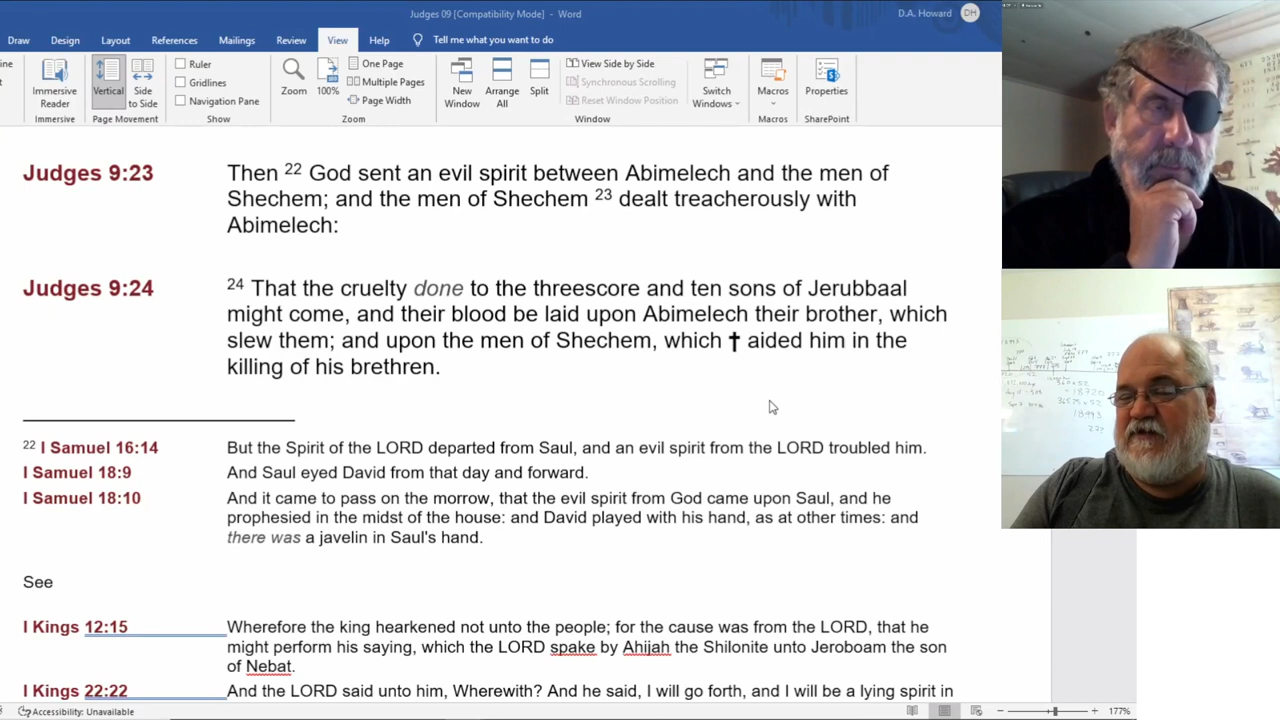 Judges 09 [Compatibility Mode] - Word D.A. Howard DH
Draw Design Layout References Mailings Review View Help Tell me what you want to do
Immersive Reader
Vertical Side to Side
Ruler
Gridlines
Navigation Pane
Zoom 100%
One Page
Multiple Pages
Page Width
New Window Arrange All Split
View Side by Side
Synchronous Scrolling
Reset Window Position
Switch Windows
Macros
Properties
Immersive Page Movement Show Zoom Window Macros SharePoint
Judges 9:23 Then 22 God sent an evil spirit between Abimelech and the men of
Shechem; and the men of Shechem 23 dealt treacherously with
Abimelech:
Judges 9:24 24 That the cruelty done to the threescore and ten sons of Jerubbaal
might come, and their blood be laid upon Abimelech their brother, which
slew them; and upon the men of Shechem, which † aided him in the
killing of his brethren.
22 I Samuel 16:14 But the Spirit of the LORD departed from Saul, and an evil spirit from the LORD troubled him.
I Samuel 18:9 And Saul eyed David from that day and forward.
I Samuel 18:10 And it came to pass on the morrow, that the evil spirit from God came upon Saul, and he
prophesied in the midst of the house: and David played with his hand, as at other times: and
there was a javelin in Saul's hand.
See
I Kings 12:15 Wherefore the king hearkened not unto the people; for the cause was from the LORD, that he
might perform his saying, which the LORD spake by Ahijah the Shilonite unto Jeroboam the son
of Nebat.
I Kings 22:22 And the LORD said unto him, Wherewith? And he said, I will go forth, and I will be a lying spirit in
Accessibility: Unavailable 177%